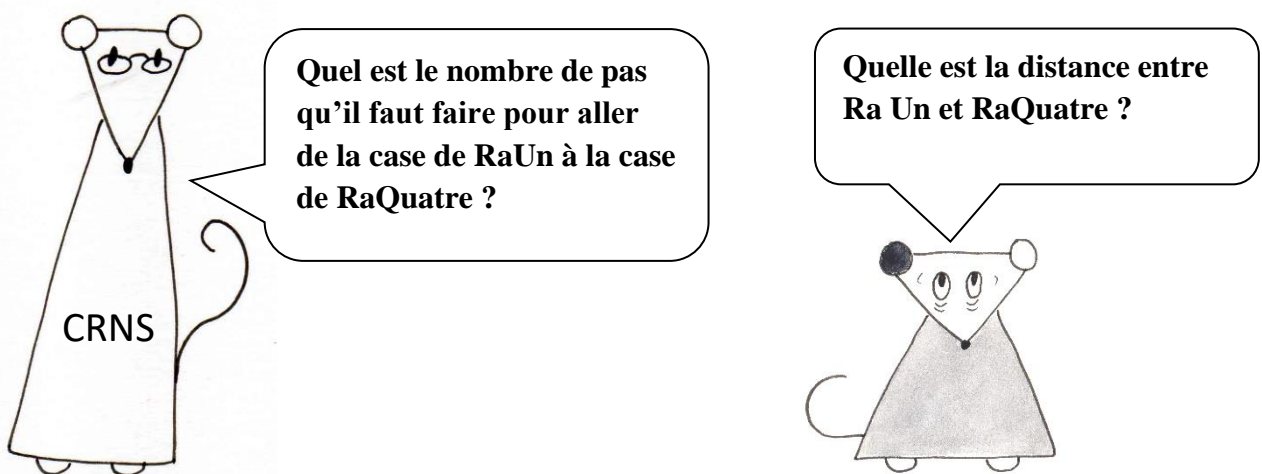 Quel est le nombre de pas
qu’il faut faire pour aller
de la case de RaUn à la case
de RaQuatre ?
Quelle est la distance entre
Ra Un et RaQuatre ?
CRNS